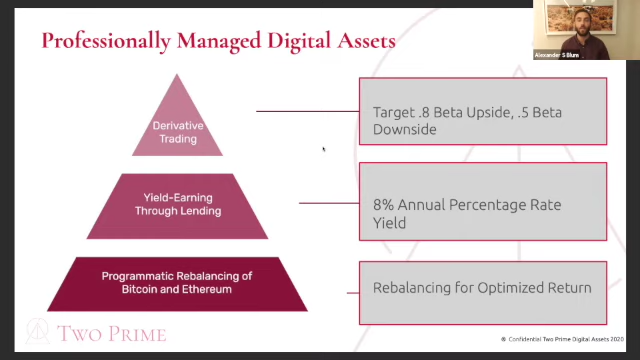 Professionally Managed Digital Assets
Alexander S Blum
Derivative
Trading
Target .8 Beta Upside, .5 Beta
Downside
Yield-Earning
Through Lending
8% Annual Percentage Rate
Yield
Programmatic Rebalancing of
Bitcoin and Ethereum
Rebalancing for Optimized Return
TWO PRIME
® Confidential Two Prime Digital Assets 2020